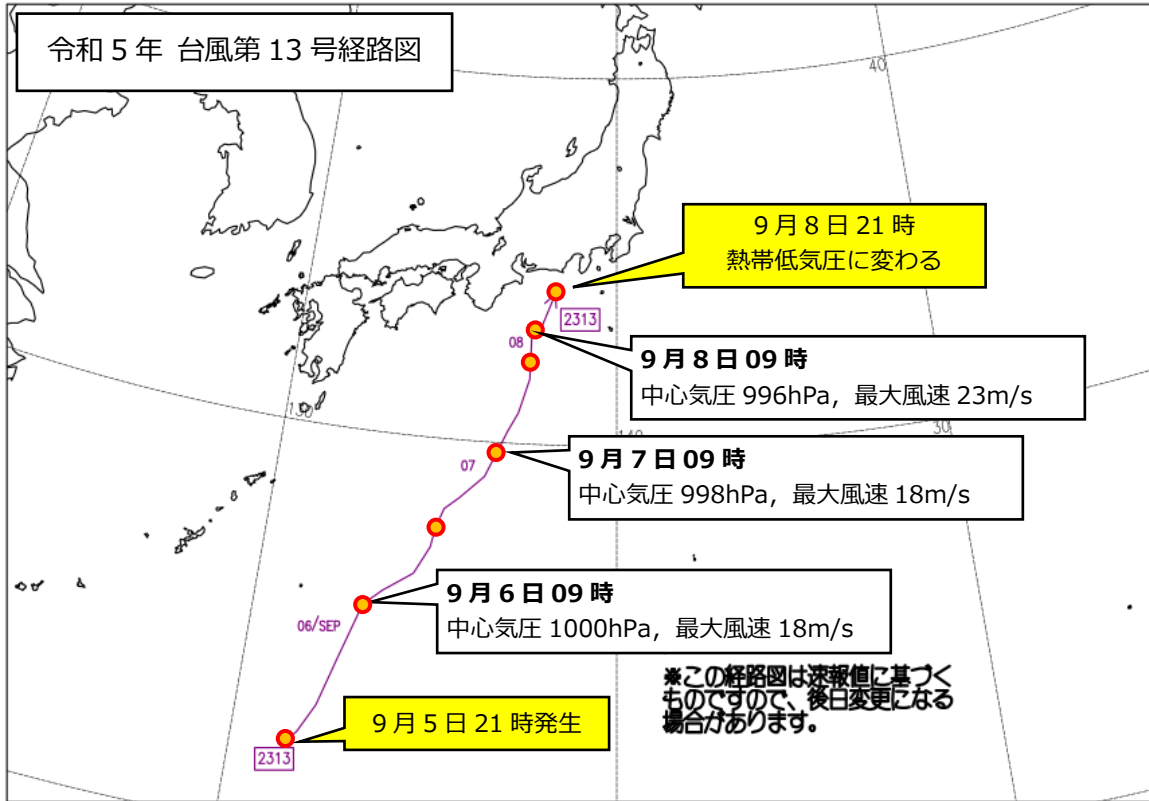 令和 5 年 台風第 13 号経路図
40
9 月 8 日 21 時
熱帯低気圧に変わる
2313
08
9 月 8 日 09 時
中心気圧 996hPa，最大風速 23m/s
130
140
30
9 月 7 日 09 時
中心気圧 998hPa，最大風速 18m/s
07
9 月 6 日 09 時
中心気圧 1000hPa，最大風速 18m/s
06/SEP
※この経路図は速報値に基づく
ものですので、後日変更になる
場合があります。
9 月 5 日 21 時発生
2313